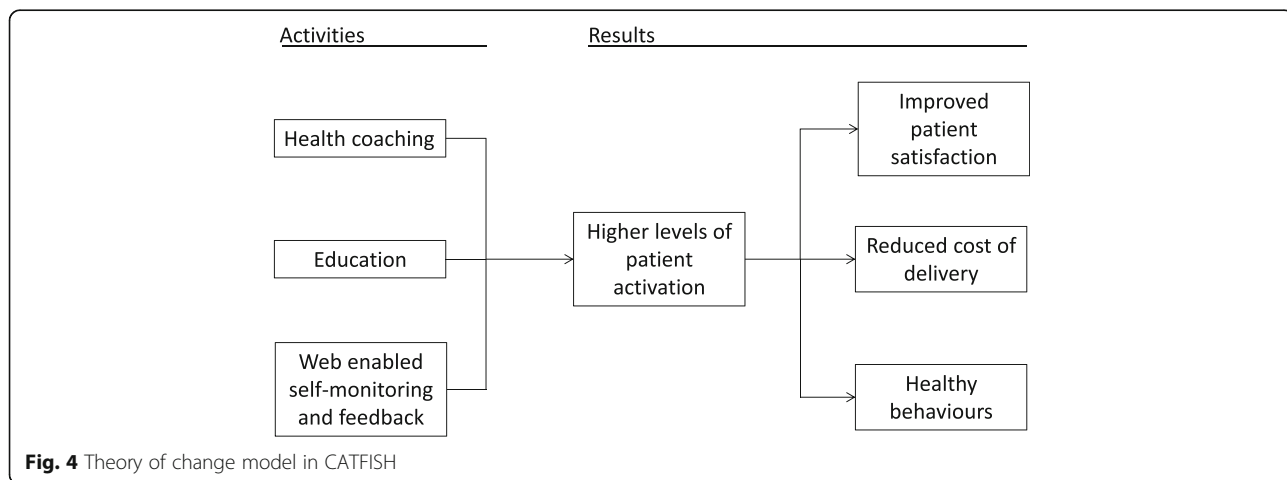 Activities
Results
Health coaching
Education
Web enabled
self-monitoring
and feedback
Higher levels of
patient
activation
Improved
patient
satisfaction
Reduced cost of
delivery
Healthy
behaviours
Fig. 4 Theory of change model in CATFISH